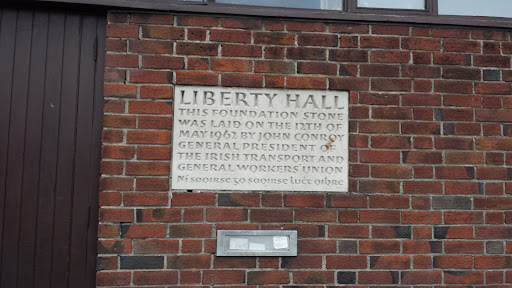 LIBERTY HALL
THIS FOUNDATION STONE
WAS LAID ON THE 12TH OF
MAY 1962 BY JOHN CONROY
GENERAL PRESIDENT OF
THE IRISH TRANSPORT AND
GENERAL WORKERS UNION
Ní saoirse go saoirse lucт oibre